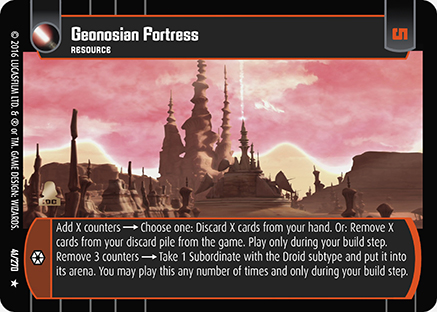 Geonosian Fortress
RESOURCE
5
Add X counters → Choose one: Discard X cards from your hand. Or: Remove X
cards from your discard pile from the game. Play only during your build step.
Remove 3 counters → Take 1 Subordinate with the Droid subtype and put it into
its arena. You may play this any number of times and only during your build step.
© 2016 LUCASFILM LTD. & ® or TM. GAME DESIGN: WIZARDS.
41/270 ★